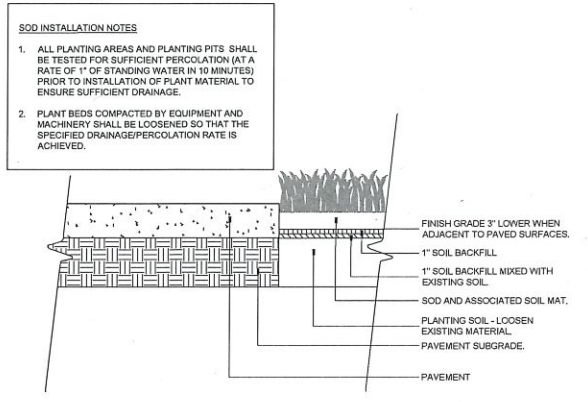 SOD INSTALLATION NOTES
1. ALL PLANTING AREAS AND PLANTING PITS SHALL
BE TESTED FOR SUFFICIENT PERCOLATION (AT A
RATE OF 1" OF STANDING WATER IN 10 MINUTES)
PRIOR TO INSTALLATION OF PLANT MATERIAL TO
ENSURE SUFFICIENT DRAINAGE.
2. PLANT BEDS COMPACTED BY EQUIPMENT AND
MACHINERY SHALL BE LOOSENED SO THAT THE
SPECIFIED DRAINAGE/PERCOLATION RATE IS
ACHIEVED.
FINISH GRADE 3" LOWER WHEN
ADJACENT TO PAVED SURFACES.
1" SOIL BACKFILL
1" SOIL BACKFILL MIXED WITH
EXISTING SOIL.
SOD AND ASSOCIATED SOIL MAT.
PLANTING SOIL - LOOSEN
EXISTING MATERIAL.
PAVEMENT SUBGRADE.
PAVEMENT